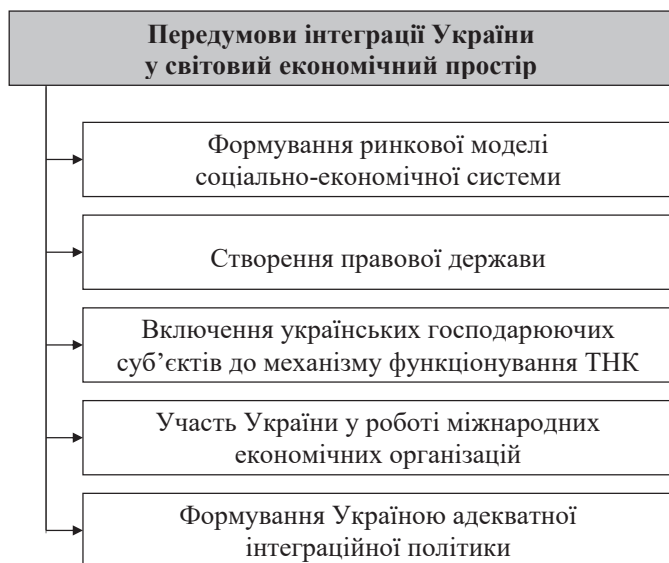 Передумови інтеграції України
у світовий економічний простір
Формування ринкової моделі
соціально-економічної системи
Створення правової держави
Включення українських господарюючих
суб’єктів до механізму функціонування ТНК
Участь України у роботі міжнародних
економічних організацій
Формування Україною адекватної
інтеграційної політики